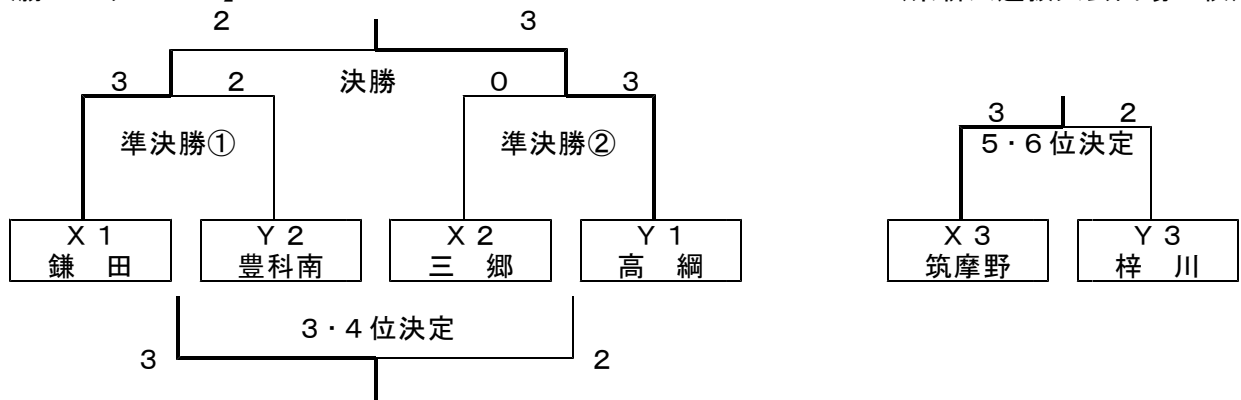 ２　３
３　２　決勝　０　３
準決勝①　準決勝②
３　２
５・６位決定
Ｘ１　Ｙ２　Ｘ２　Ｙ１　Ｘ３　Ｙ３
鎌　田　豊科南　三　郷　高　綱　筑摩野　梓　川
３・４位決定
３　２